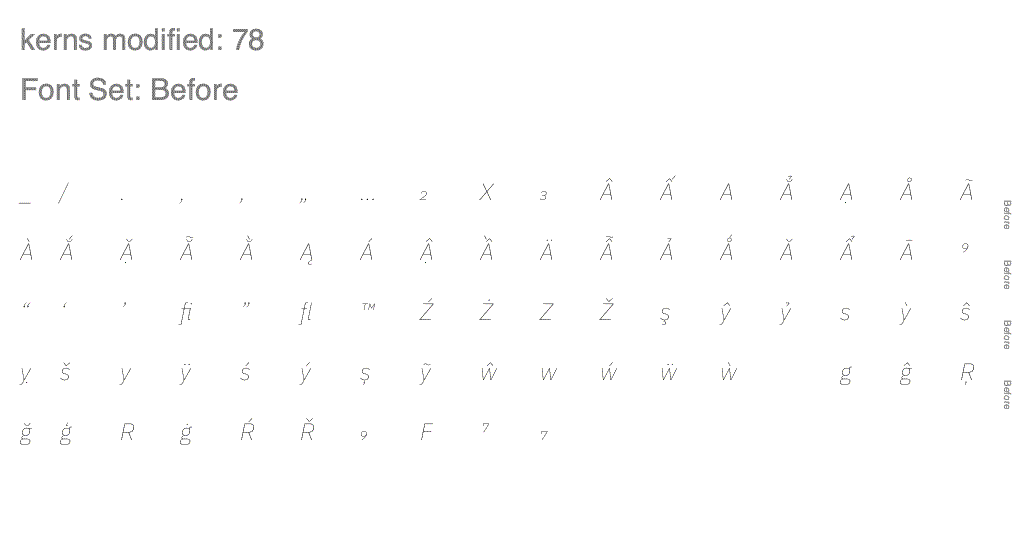 kerns modified: 78
Font Set: Before
_ / . , , „ … ₂ X ₃ Â Ấ A Ẳ Ạ Å Ã Before
À Ắ Ặ Ẵ Ằ Ą Á Ậ Ầ Ä Ẫ Ả Ǻ Ă Ẩ Ā ⁹ Before
“ ‘ ’ fi ” fl ™ Ź Ż Z Ž ş ŷ ỷ s ỳ ŝ Before
ỵ š y ÿ ś ý ș ỹ ŵ w ẃ ẅ ẁ g ĝ Ŗ Before
ğ ģ R ġ Ŕ Ř ₉ F ⁷ ₇